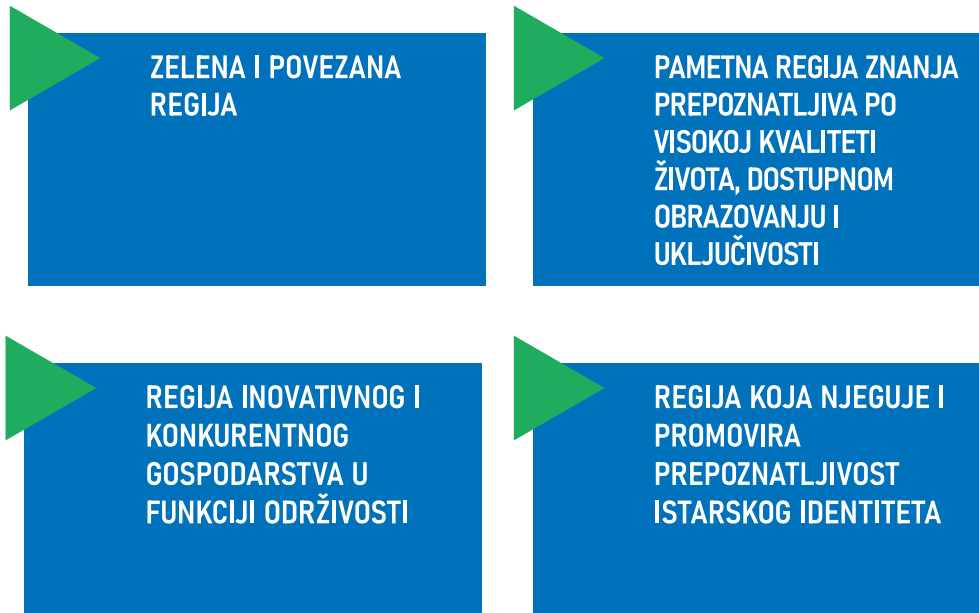 ZELENA I POVEZANA
REGIJA
PAMETNA REGIJA ZNANJA
PREPOZNATLJIVA PO
VISOKOJ KVALITETI
ŽIVOTA, DOSTUPNOM
OBRAZOVANJU I
UKLJUČIVOSTI
REGIJA INOVATIVNOG I
KONKURENTNOG
GOSPODARSTVA U
FUNKCIJI ODRŽIVOSTI
REGIJA KOJA NJEGUJE I
PROMOVIRA
PREPOZNATLJIVOST
ISTARSKOG IDENTITETA